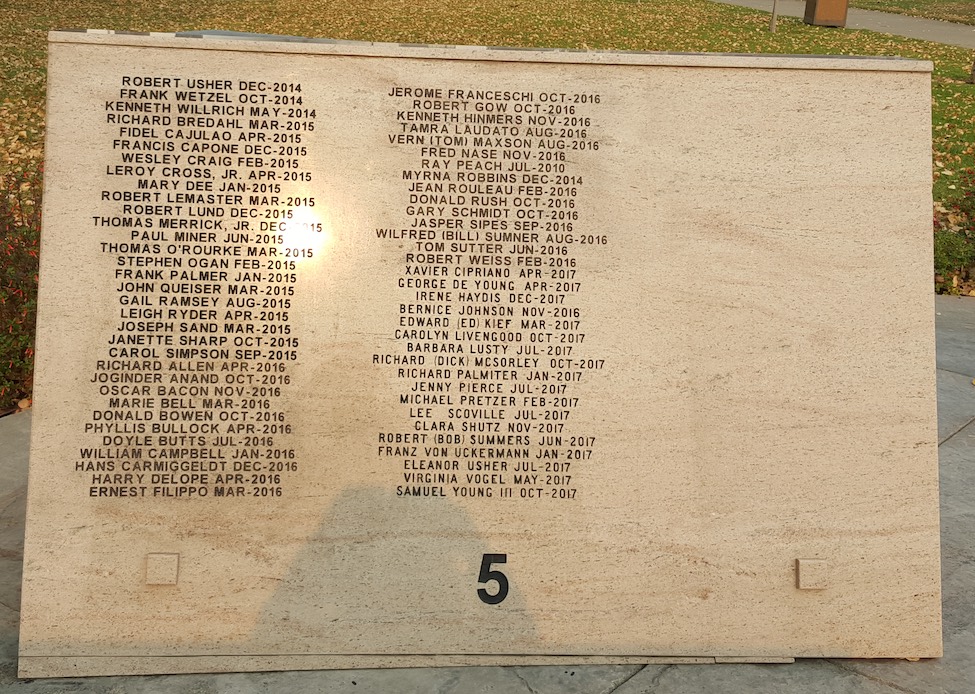 ROBERT USHER DEC-2014
FRANK WETZEL OCT-2014
KENNETH WILLRICH MAY-2014
RICHARD BREDAHL MAR-2015
FIDEL CAJULAO APR-2015
FRANCIS CAPONE DEC-2015
WESLEY CRAIG FEB-2015
LEROY CROSS, JR. APR-2015
MARY DEE JAN-2015
ROBERT LEMASTER MAR-2015
ROBERT LUND DEC-2015
THOMAS MERRICK, JR. DEC-2015
PAUL MINER JUN-2015
THOMAS O'ROURKE MAR-2015
STEPHEN OGAN FEB-2015
FRANK PALMER JAN-2015
JOHN QUEISER MAR-2015
GAIL RAMSEY AUG-2015
LEIGH RYDER APR-2015
JOSEPH SAND MAR-2015
JANETTE SHARP OCT-2015
CAROL SIMPSON SEP-2015
RICHARD ALLEN APR-2016
JOGINDER ANAND OCT-2016
OSCAR BACON NOV-2016
MARIE BELL MAR-2016
DONALD BOWEN OCT-2016
PHYLLIS BULLOCK APR-2016
DOYLE BUTTS JUL-2016
WILLIAM CAMPBELL JAN-2016
HANS CARMIGGELDT DEC-2016
HARRY DELOPE APR-2016
ERNEST FILIPPO MAR-2016
JEROME FRANCESCHI OCT-2016
ROBERT GOW OCT-2016
KENNETH HINMERS NOV-2016
TAMRA LAUDATO AUG-2016
VERN (TOM) MAXSON AUG-2016
FRED NASE NOV-2016
RAY PEACH JUL-2010
MYRNA ROBBINS DEC-2014
JEAN ROULEAU FEB-2016
DONALD RUSH OCT-2016
GARY SCHMIDT OCT-2016
JASPER SIPES SEP-2016
WILFRED (BILL) SUMNER AUG-2016
TOM SUTTER JUN-2016
ROBERT WEISS FEB-2016
XAVIER CIPRIANO APR-2017
GEORGE DE YOUNG APR-2017
IRENE HAYDIS DEC-2017
BERNICE JOHNSON NOV-2016
EDWARD (ED) KIEF MAR-2017
CAROLYN LIVENGOOD OCT-2017
BARBARA LUSTY JUL-2017
RICHARD (DICK) MCSORLEY OCT-2017
RICHARD PALMITER JAN-2017
JENNY PIERCE JUL-2017
MICHAEL PRETZER FEB-2017
LEE SCOVILLE JUL-2017
CLARA SHUTZ NOV-2017
ROBERT (BOB) SUMMERS JUN-2017
FRANZ VON UCKERMANN JAN-2017
ELEANOR USHER JUL-2017
VIRGINIA VOGEL MAY-2017
SAMUEL YOUNG III OCT-2017
5